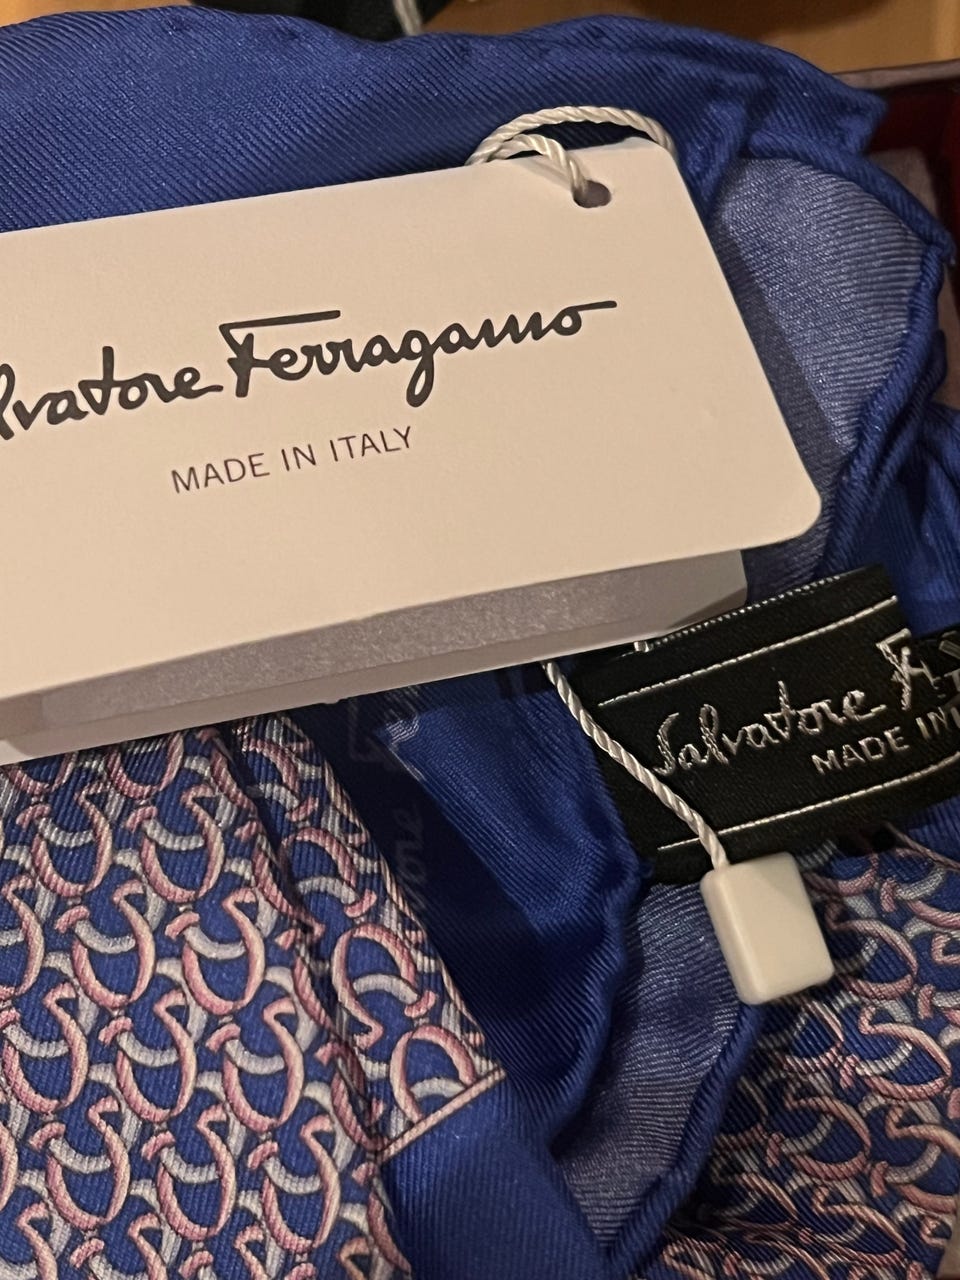 lvatore Ferragamo
MADE IN ITALY
Salvatore F
MADE IN